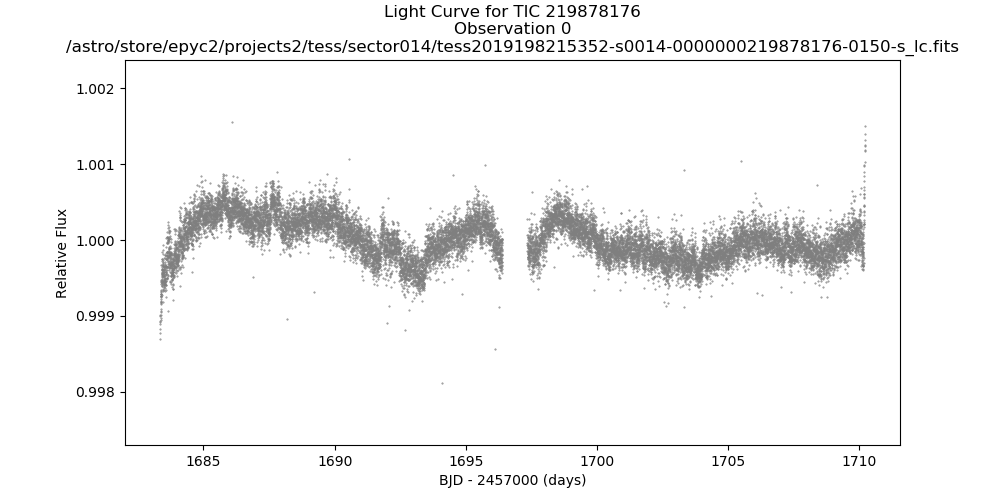 Light Curve for TIC 219878176
Observation 0
/astro/store/epyc2/projects2/tess/sector014/tess2019198215352-s0014-0000000219878176-0150-s_lc.fits
1.002
1.001
1.000
0.999
0.998
Relative Flux
1685 1690 1695 1700 1705 1710
BJD - 2457000 (days)